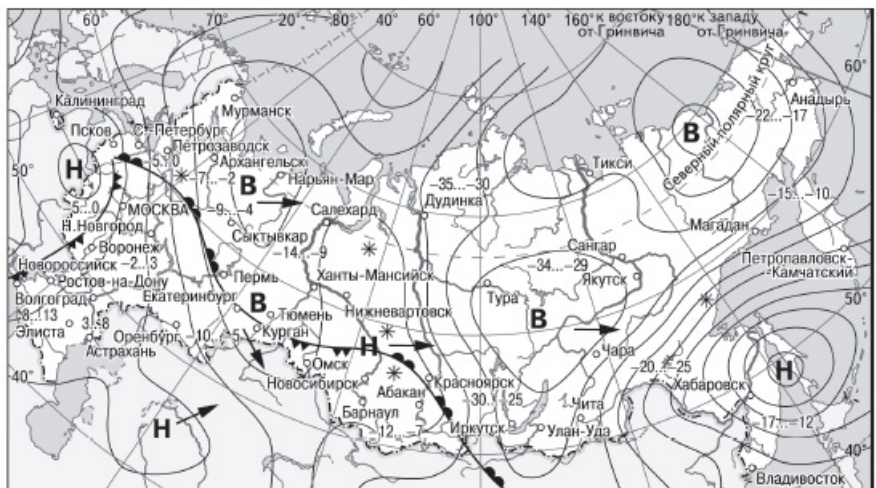 60° 70° 20° 80° 40° 60° 100° 140° 160° к востоку 180° к западу
от Гринвича от Гринвича
60°
Северный полярный круг
Калининград
Мурманск
Анадырь
Псков С.-Петербург
Петрозаводск
В
-22...-17
Н
-5...0
Архангельск
Тикси
50°
-7...-2
В
Нарьян-Мар
-35...-30
-15...-10
-5...0
МОСКВА
-9...-4
Салехард
Дудинка
Н.Новгород
Сыктывкар
Магадан
Воронеж
-14...-9
Сангар
Петропавловск-
-Камчатский
Новороссийск
-2...3
Пермь
Ханты-Мансийск
-34...-29
Якутск
Ростов-на-Дону
Волгоград
Екатеринбург
В
Тура
50°
8...13
Тюмень
Нижневартовск
В
Элиста
3...8
Оренбург
-10...-5
Курган
Астрахань
Н
Чара
-20...-25
Омск
Н
40°
Новосибирск
Красноярск
Хабаровск
Абакан
-30...-25
Чита
Барнаул
Н
-12...-7
Иркутск
Улан-Удэ
-17...-12
40°
Владивосток